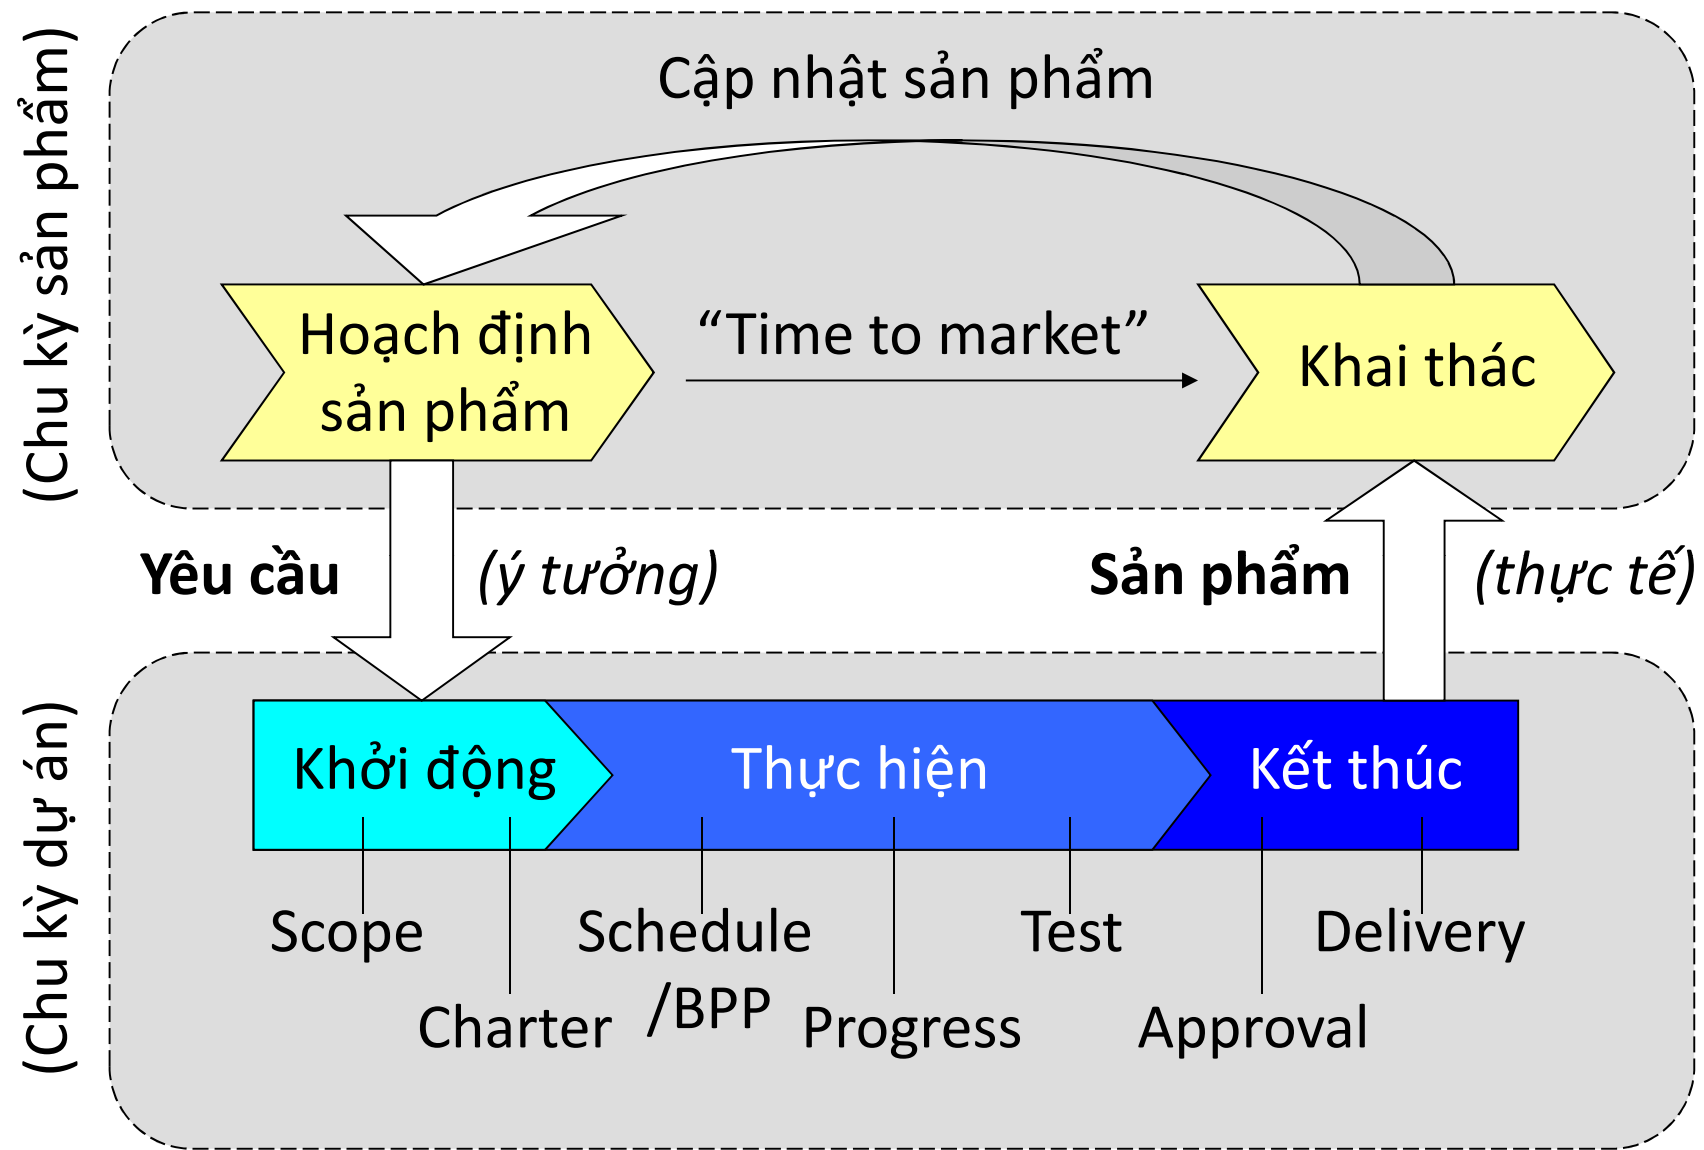 (Chu kỳ sản phẩm)
Cập nhật sản phẩm
Hoạch định
sản phẩm
“Time to market”
Khai thác
Yêu cầu
(ý tưởng)
Sản phẩm
(thực tế)
(Chu kỳ dự án)
Khởi động
Thực hiện
Kết thúc
Scope
Charter
Schedule
/BPP
Progress
Test
Approval
Delivery